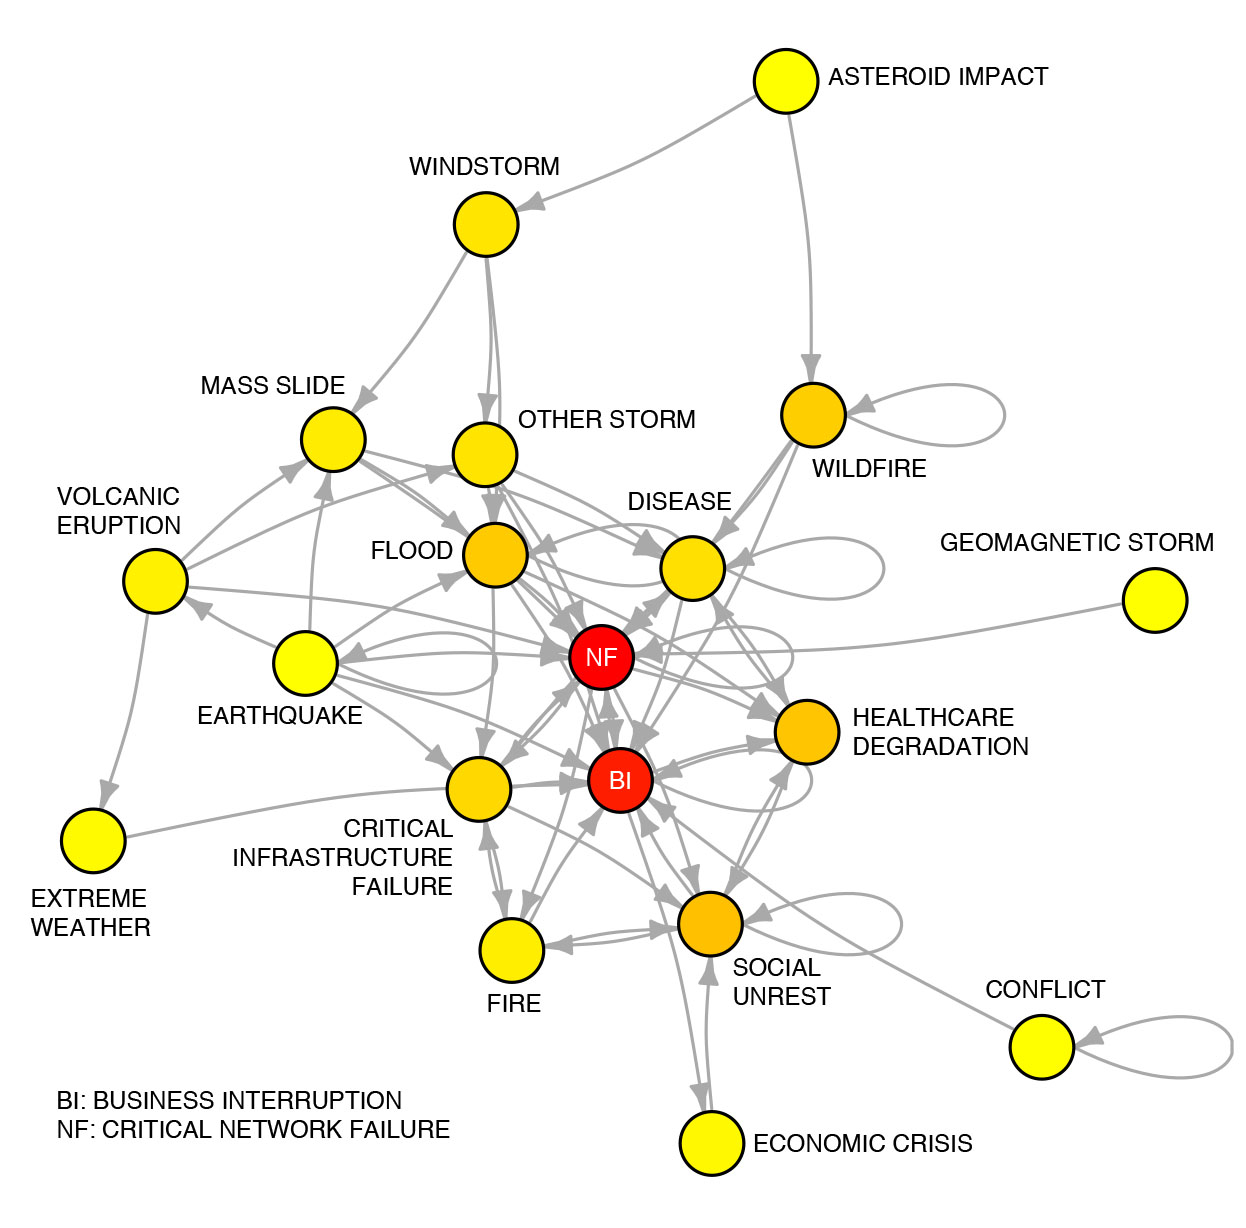 ASTEROID IMPACT
WINDSTORM
MASS SLIDE
OTHER STORM
WILDFIRE
VOLCANIC
ERUPTION
DISEASE
FLOOD
GEOMAGNETIC STORM
NF
EARTHQUAKE
HEALTHCARE
DEGRADATION
BI
CRITICAL
INFRASTRUCTURE
FAILURE
EXTREME
WEATHER
FIRE
SOCIAL
UNREST
CONFLICT
BI: BUSINESS INTERRUPTION
NF: CRITICAL NETWORK FAILURE
ECONOMIC CRISIS